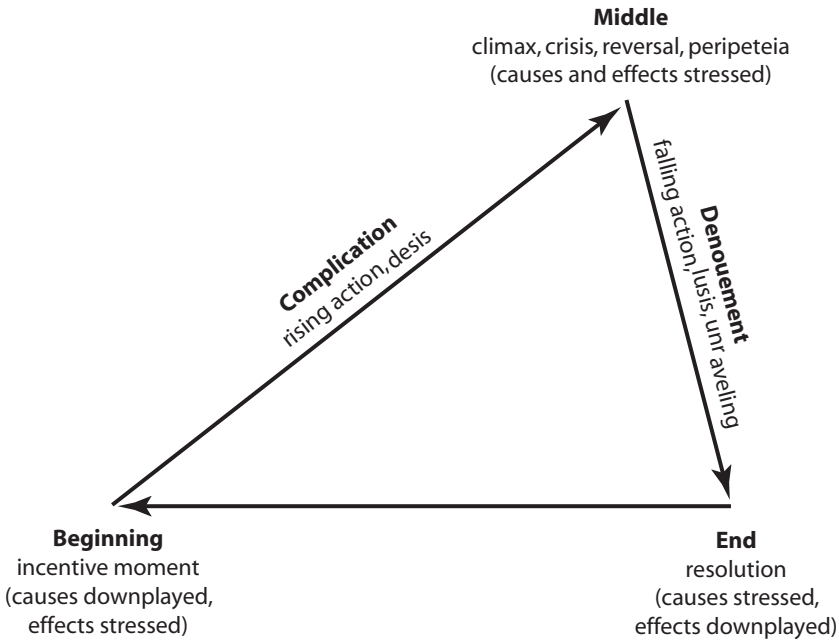 Middle
climax, crisis, reversal, peripeteia
(causes and effects stressed)
Complication
rising action, desis
Denouement
falling action, lusis, unr aveling
Beginning
incentive moment
(causes downplayed,
effects stressed)
End
resolution
(causes stressed,
effects downplayed)